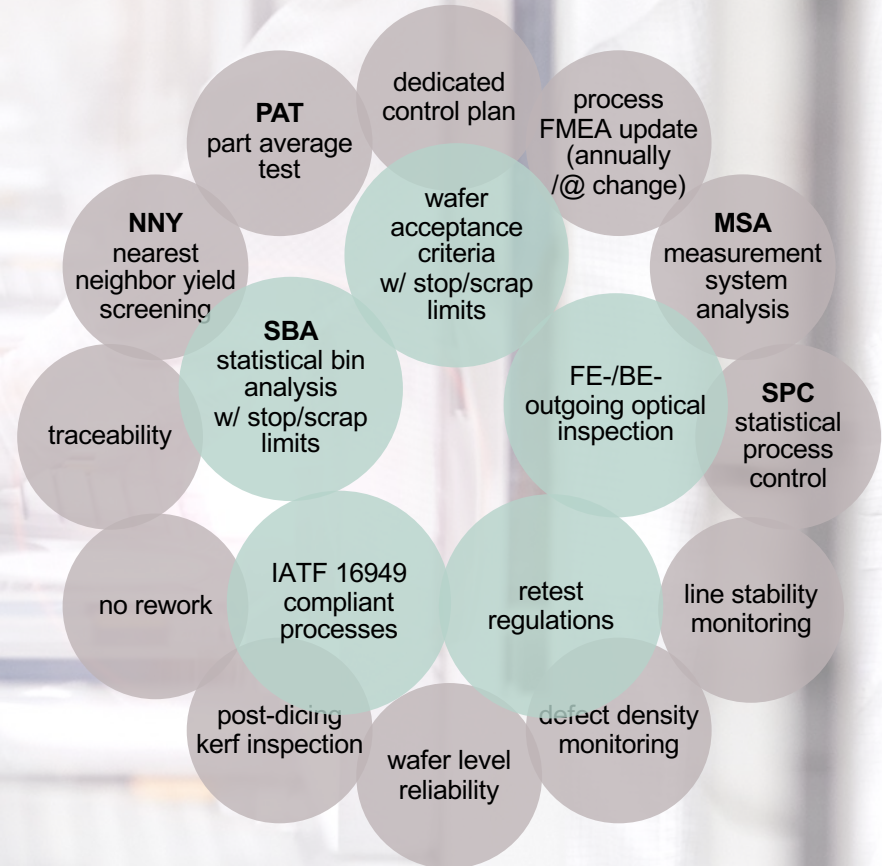 dedicated
control plan
PAT
part average
test
process
FMEA update
(annually
/@ change)
wafer
acceptance
criteria
w/ stop/scrap
limits
NNY
nearest
neighbor yield
screening
MSA
measurement
system
analysis
SBA
statistical bin
analysis
w/ stop/scrap
limits
FE-/BE-
outgoing optical
inspection
SPC
statistical
process
control
traceability
IATF 16949
compliant
processes
retest
regulations
no rework
line stability
monitoring
post-dicing
kerf inspection
wafer level
reliability
defect density
monitoring